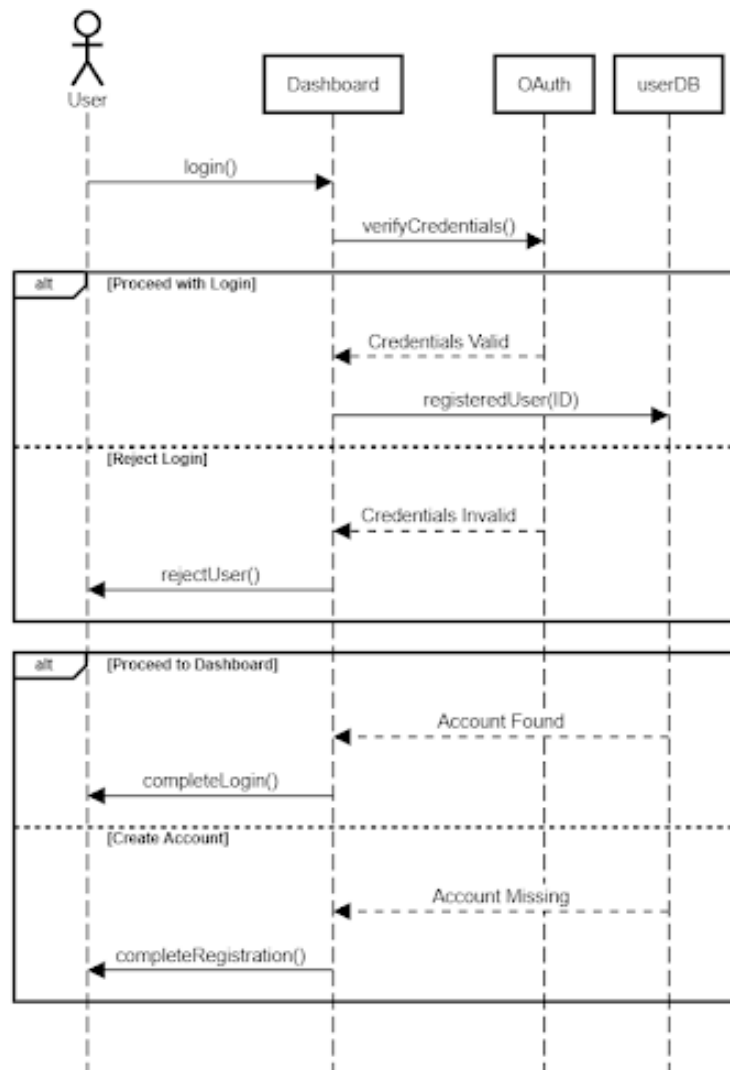 User
Dashboard
OAuth
userDB
login()
verifyCredentials()
alt
[Proceed with Login]
Credentials Valid
registeredUser(ID)
[Reject Login]
Credentials Invalid
rejectUser()
alt
[Proceed to Dashboard]
Account Found
completeLogin()
[Create Account]
Account Missing
completeRegistration()